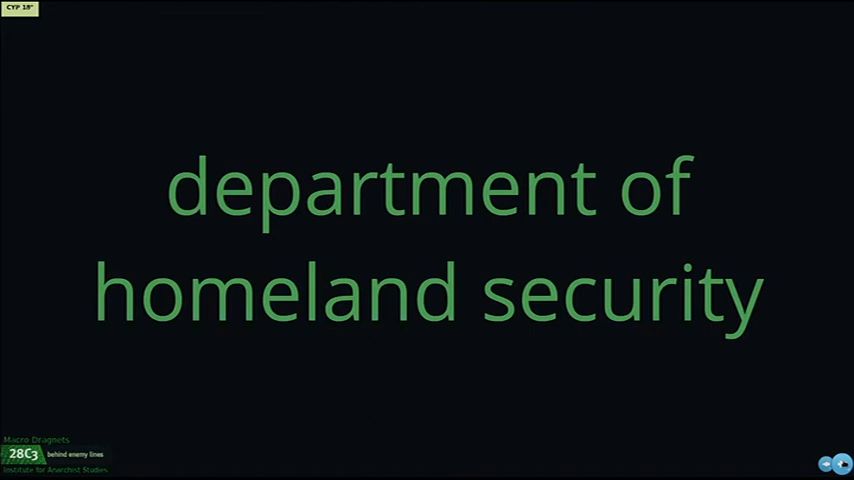 CYP 18"
department of
homeland security
Macro Dragnets
28C3 behind enemy lines
Institute for Anarchist Studies